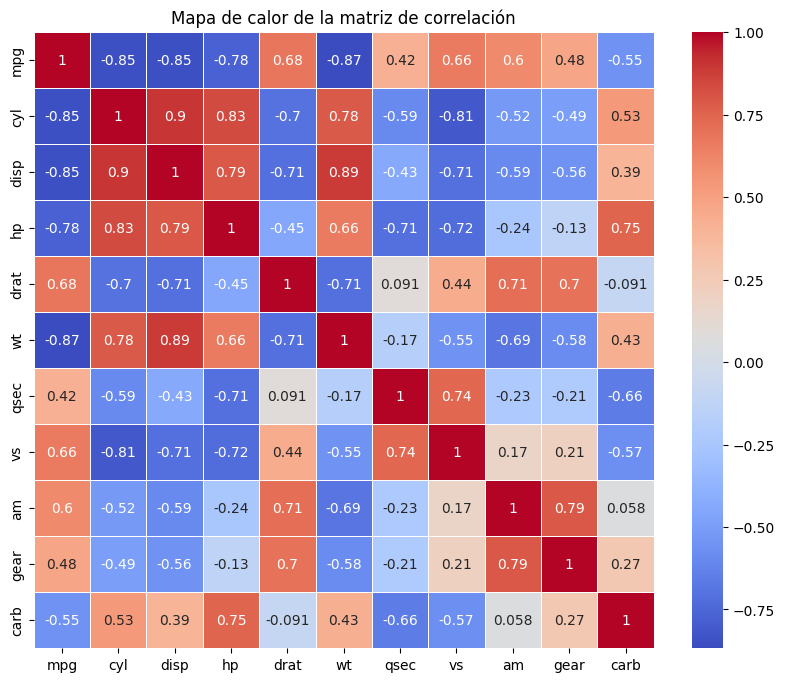 Mapa de calor de la matriz de correlación
mpg 1 -0.85 -0.85 -0.78 0.68 -0.87 0.42 0.66 0.6 0.48 -0.55
cyl -0.85 1 0.9 0.83 -0.7 0.78 -0.59 -0.81 -0.52 -0.49 0.53
disp -0.85 0.9 1 0.79 -0.71 0.89 -0.43 -0.71 -0.59 -0.56 0.39
hp -0.78 0.83 0.79 1 -0.45 0.66 -0.71 -0.72 -0.24 -0.13 0.75
drat 0.68 -0.7 -0.71 -0.45 1 -0.71 0.091 0.44 0.71 0.7 -0.091
wt -0.87 0.78 0.89 0.66 -0.71 1 -0.17 -0.55 -0.69 -0.58 0.43
qsec 0.42 -0.59 -0.43 -0.71 0.091 -0.17 1 0.74 -0.23 -0.21 -0.66
vs 0.66 -0.81 -0.71 -0.72 0.44 -0.55 0.74 1 0.17 0.21 -0.57
am 0.6 -0.52 -0.59 -0.24 0.71 -0.69 -0.23 0.17 1 0.79 0.058
gear 0.48 -0.49 -0.56 -0.13 0.7 -0.58 -0.21 0.21 0.79 1 0.27
carb -0.55 0.53 0.39 0.75 -0.091 0.43 -0.66 -0.57 0.058 0.27 1
mpg cyl disp hp drat wt qsec vs am gear carb
1.00
0.75
0.50
0.25
0.00
−0.25
−0.50
−0.75